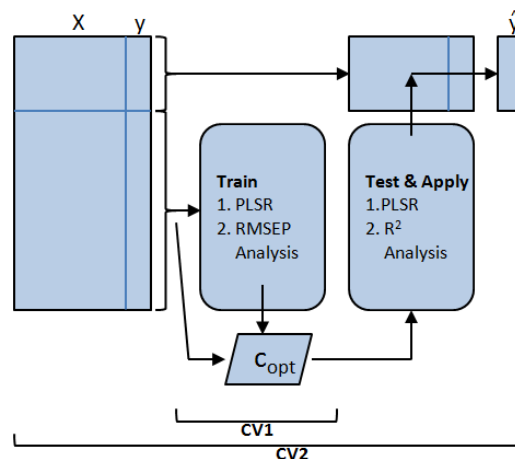 X y
ŷ
Train
1. PLSR
2. RMSEP
Analysis
Test & Apply
1.PLSR
2. R²
Analysis
Copt
CV1
CV2